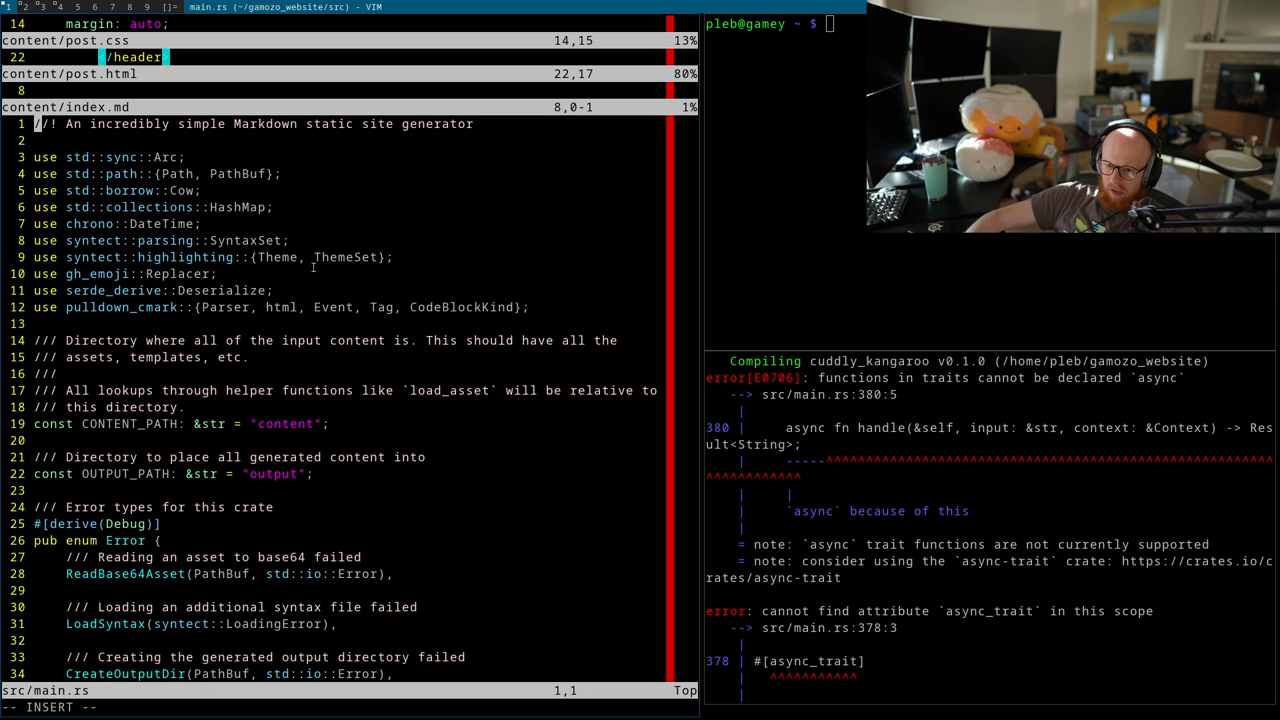 1 2 3 4 5 6 7 8 9 []= main.rs (~/gamozo_website/src) - VIM
14     margin: auto;
content/post.css 14,15 13%
22         </header>
content/post.html 22,17 80%
8
content/index.md 8,0-1 1%
1 //! An incredibly simple Markdown static site generator
2
3 use std::sync::Arc;
4 use std::path::{Path, PathBuf};
5 use std::borrow::Cow;
6 use std::collections::HashMap;
7 use chrono::DateTime;
8 use syntect::parsing::SyntaxSet;
9 use syntect::highlighting::{Theme, ThemeSet};
10 use gh_emoji::Replacer;
11 use serde_derive::Deserialize;
12 use pulldown_cmark::{Parser, html, Event, Tag, CodeBlockKind};
13
14 /// Directory where all of the input content is. This should have all the
15 /// assets, templates, etc.
16 ///
17 /// All lookups through helper functions like `load_asset` will be relative to
18 /// this directory.
19 const CONTENT_PATH: &str = "content";
20
21 /// Directory to place all generated content into
22 const OUTPUT_PATH: &str = "output";
23
24 /// Error types for this crate
25 #[derive(Debug)]
26 pub enum Error {
27     /// Reading an asset to base64 failed
28     ReadBase64Asset(PathBuf, std::io::Error),
29
30     /// Loading an additional syntax file failed
31     LoadSyntax(syntect::LoadingError),
32
33     /// Creating the generated output directory failed
34     CreateOutputDir(PathBuf, std::io::Error),
src/main.rs 1,1 Top
-- INSERT --
pleb@gamey ~ $
Compiling cuddly_kangaroo v0.1.0 (/home/pleb/gamozo_website)
error[E0706]: functions in traits cannot be declared `async`
--> src/main.rs:380:5
|
380 |     async fn handle(&self, input: &str, context: &Context) -> Res
ult<String>;
|     -----^^^^^^^^^^^^^^^^^^^^^^^^^^^^^^^^^^^^^^^^^^^^^^^^^^^^^^^^
^^^^^^^^^^^^
|     |
|     `async` because of this
|
= note: `async` trait functions are not currently supported
= note: consider using the `async-trait` crate: https://crates.io/c
rates/async-trait
error: cannot find attribute `async_trait` in this scope
--> src/main.rs:378:3
|
378 | #[async_trait]
|   ^^^^^^^^^^^
|